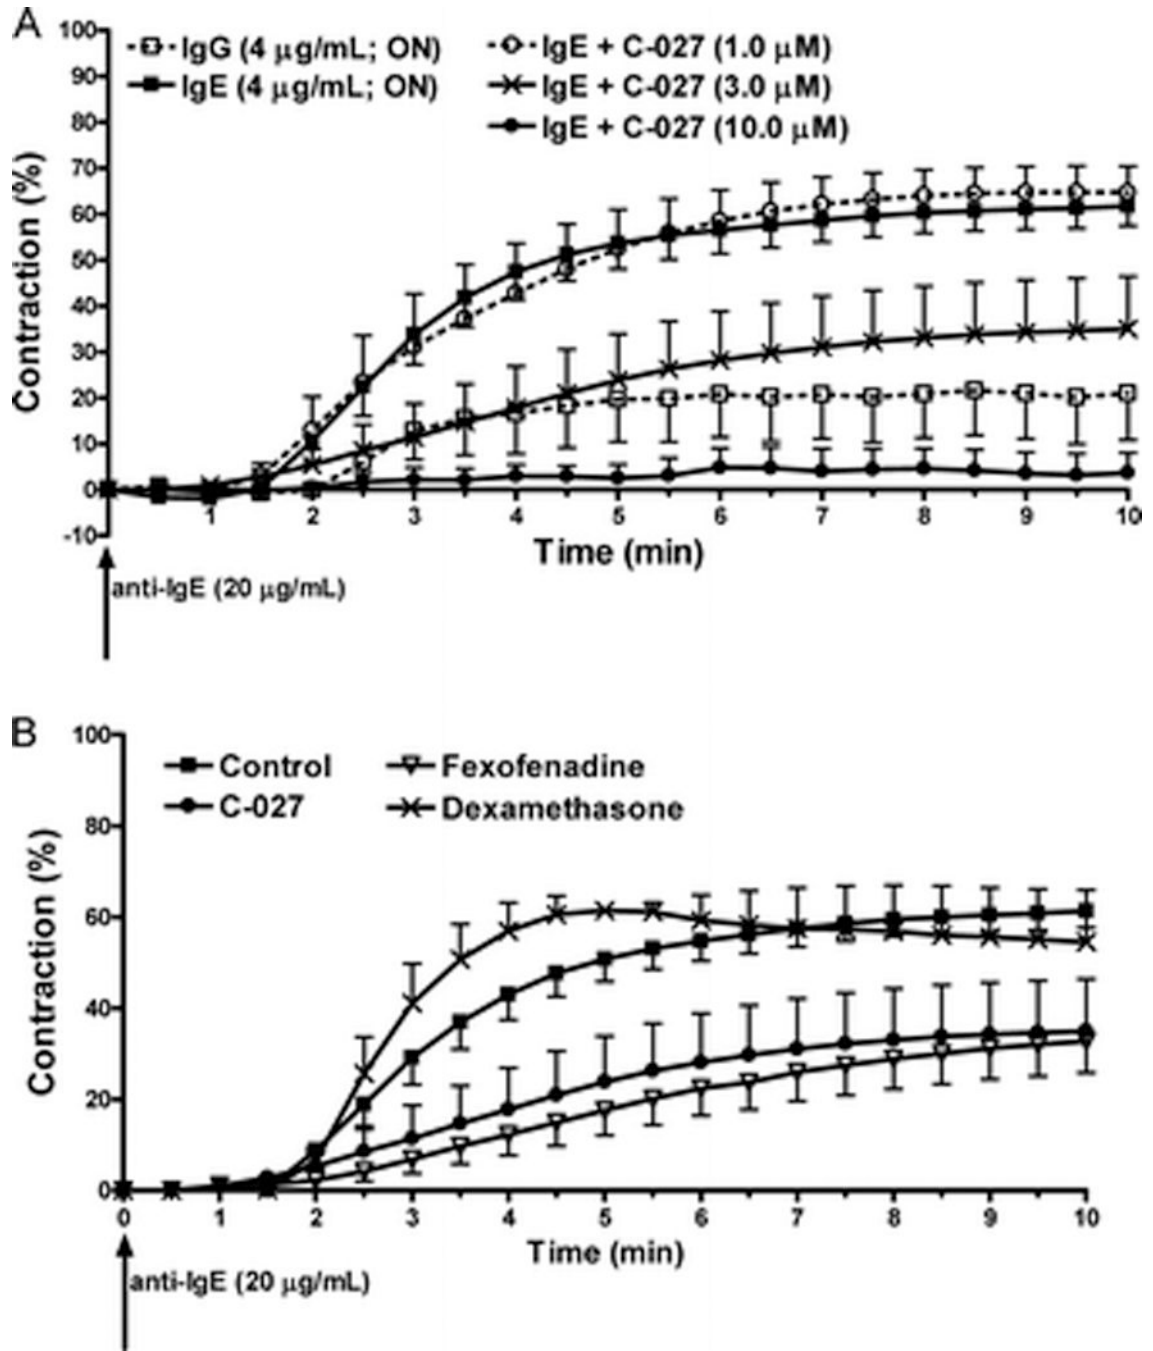 A
100
IgG (4 μg/mL; ON)
IgE + C-027 (1.0 μM)
90
IgE (4 μg/mL; ON)
IgE + C-027 (3.0 μM)
80
IgE + C-027 (10.0 μM)
70
60
50
40
30
20
10
0
-10
Contraction (%)
1 2 3 4 5 6 7 8 9 10
Time (min)
anti-IgE (20 μg/mL)
B
100
Control
Fexofenadine
C-027
Dexamethasone
80
60
40
20
0
Contraction (%)
0 1 2 3 4 5 6 7 8 9 10
Time (min)
anti-IgE (20 μg/mL)